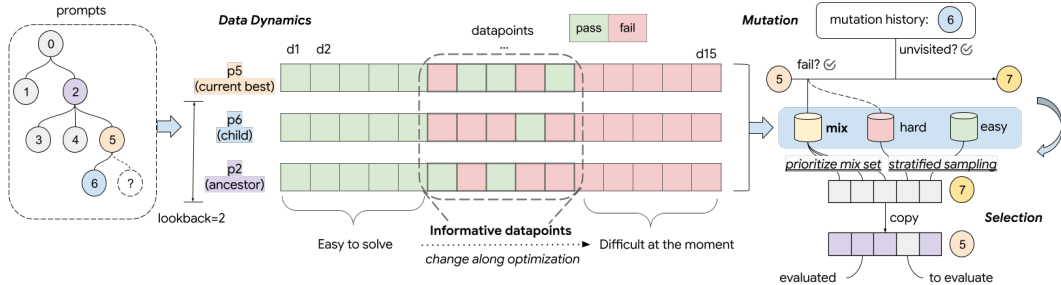 prompts
0
1
2
3
4
5
6
?
lookback=2
Data Dynamics
datapoints
...
pass
fail
d1
d2
d15
p5
(current best)
p6
(child)
p2
(ancestor)
Easy to solve
Informative datapoints
change along optimization
Difficult at the moment
Mutation
mutation history:
6
unvisited?
fail?
5
7
mix
hard
easy
prioritize mix set
stratified sampling
7
copy
Selection
5
evaluated
to evaluate